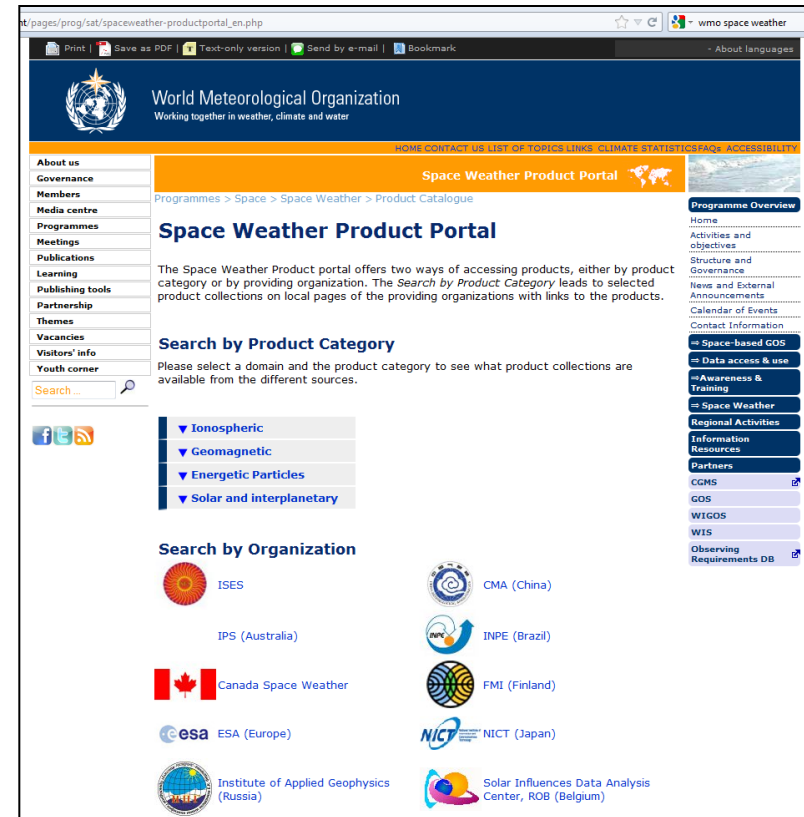 nt/pages/prog/sat/spaceweather-productportal_en.php
wmo space weather
Print | Save as PDF | Text-only version | Send by e-mail | Bookmark
- About languages
World Meteorological Organization
Working together in weather, climate and water
HOME CONTACT US LIST OF TOPICS LINKS CLIMATE STATISTICS FAQs ACCESSIBILITY
About us
Governance
Members
Media centre
Programmes
Meetings
Publications
Learning
Publishing tools
Partnership
Themes
Vacancies
Visitors' info
Youth corner
Search ...
Space Weather Product Portal
Programmes > Space > Space Weather > Product Catalogue
Space Weather Product Portal
The Space Weather Product portal offers two ways of accessing products, either by product
category or by providing organization. The Search by Product Category leads to selected
product collections on local pages of the providing organizations with links to the products.
Search by Product Category
Please select a domain and the product category to see what product collections are
available from the different sources.
▼ Ionospheric
▼ Geomagnetic
▼ Energetic Particles
▼ Solar and interplanetary
Search by Organization
ISES
CMA (China)
IPS (Australia)
INPE
INPE (Brazil)
Canada Space Weather
FMI (Finland)
esa
ESA (Europe)
NICT
NICT (Japan)
Institute of Applied Geophysics
(Russia)
Solar Influences Data Analysis
Center, ROB (Belgium)
Programme Overview
Home
Activities and
objectives
Structure and
Governance
News and External
Announcements
Calendar of Events
Contact Information
⇒ Space-based GOS
⇒ Data access & use
⇒Awareness &
Training
⇒ Space Weather
Regional Activities
Information
Resources
Partners
CGMS
GOS
WIGOS
WIS
Observing
Requirements DB